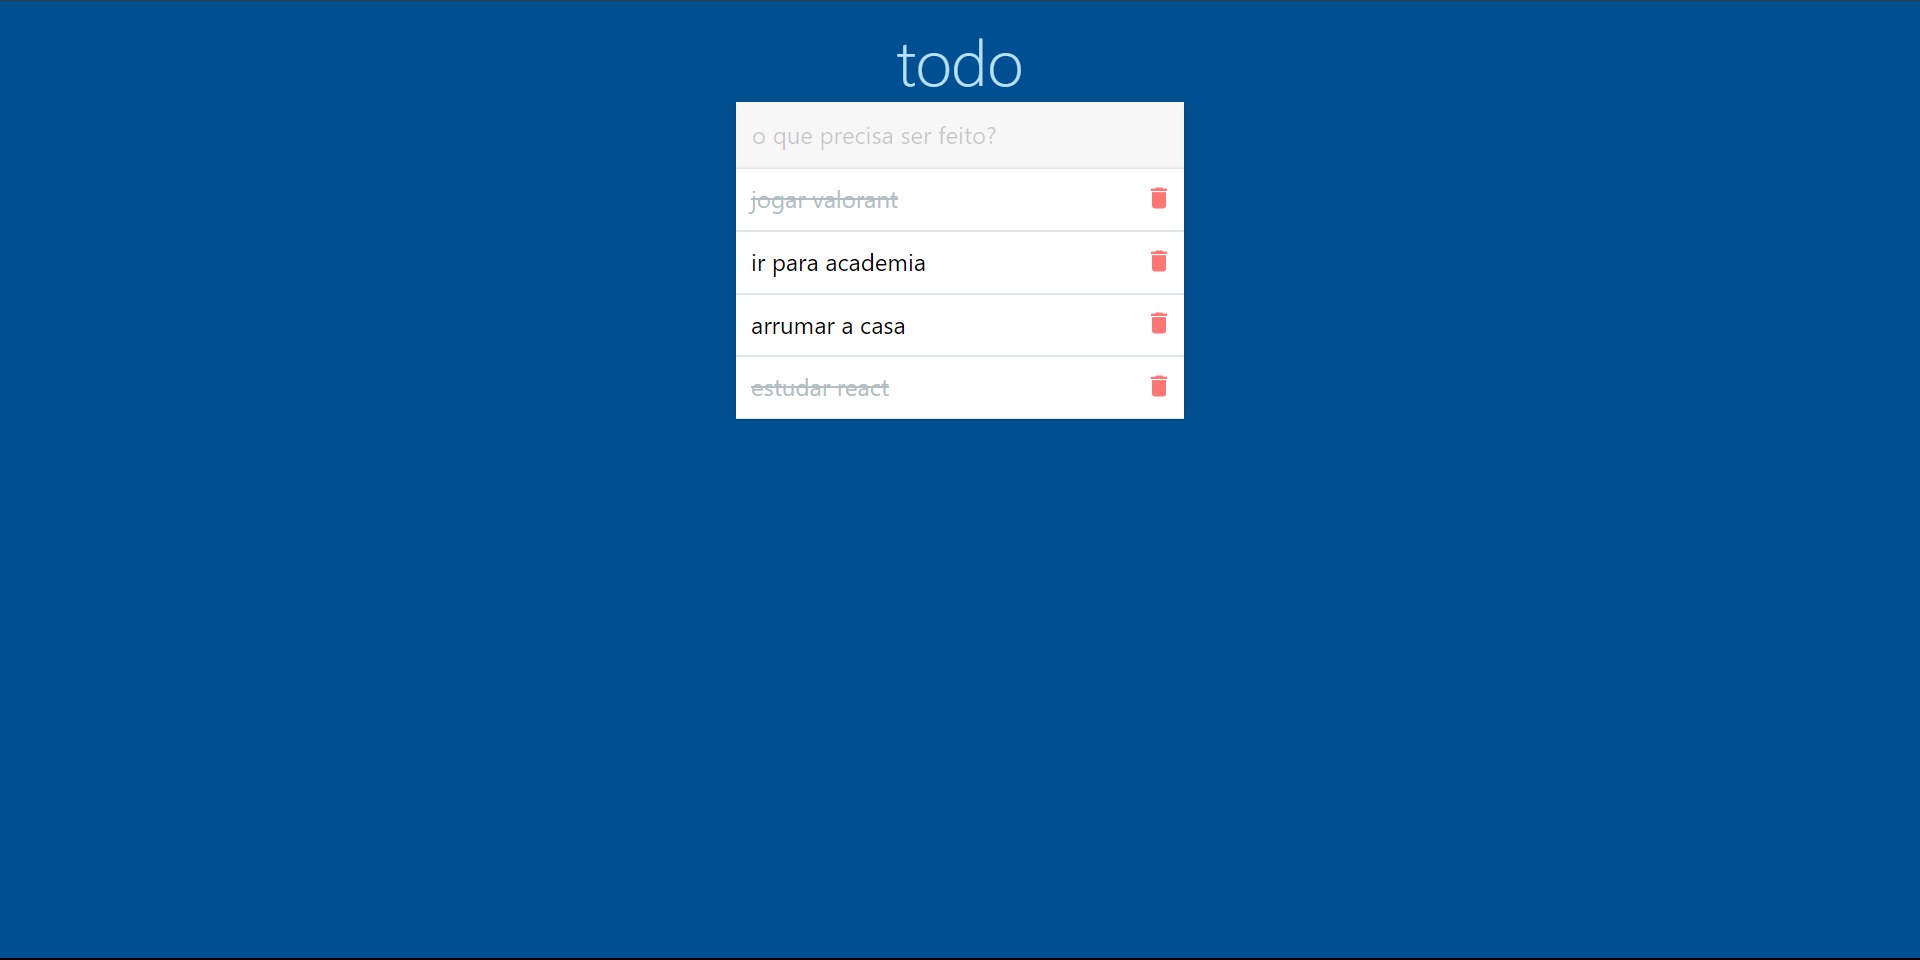 todo
o que precisa ser feito?
jogar valorant
ir para academia
arrumar a casa
estudar react